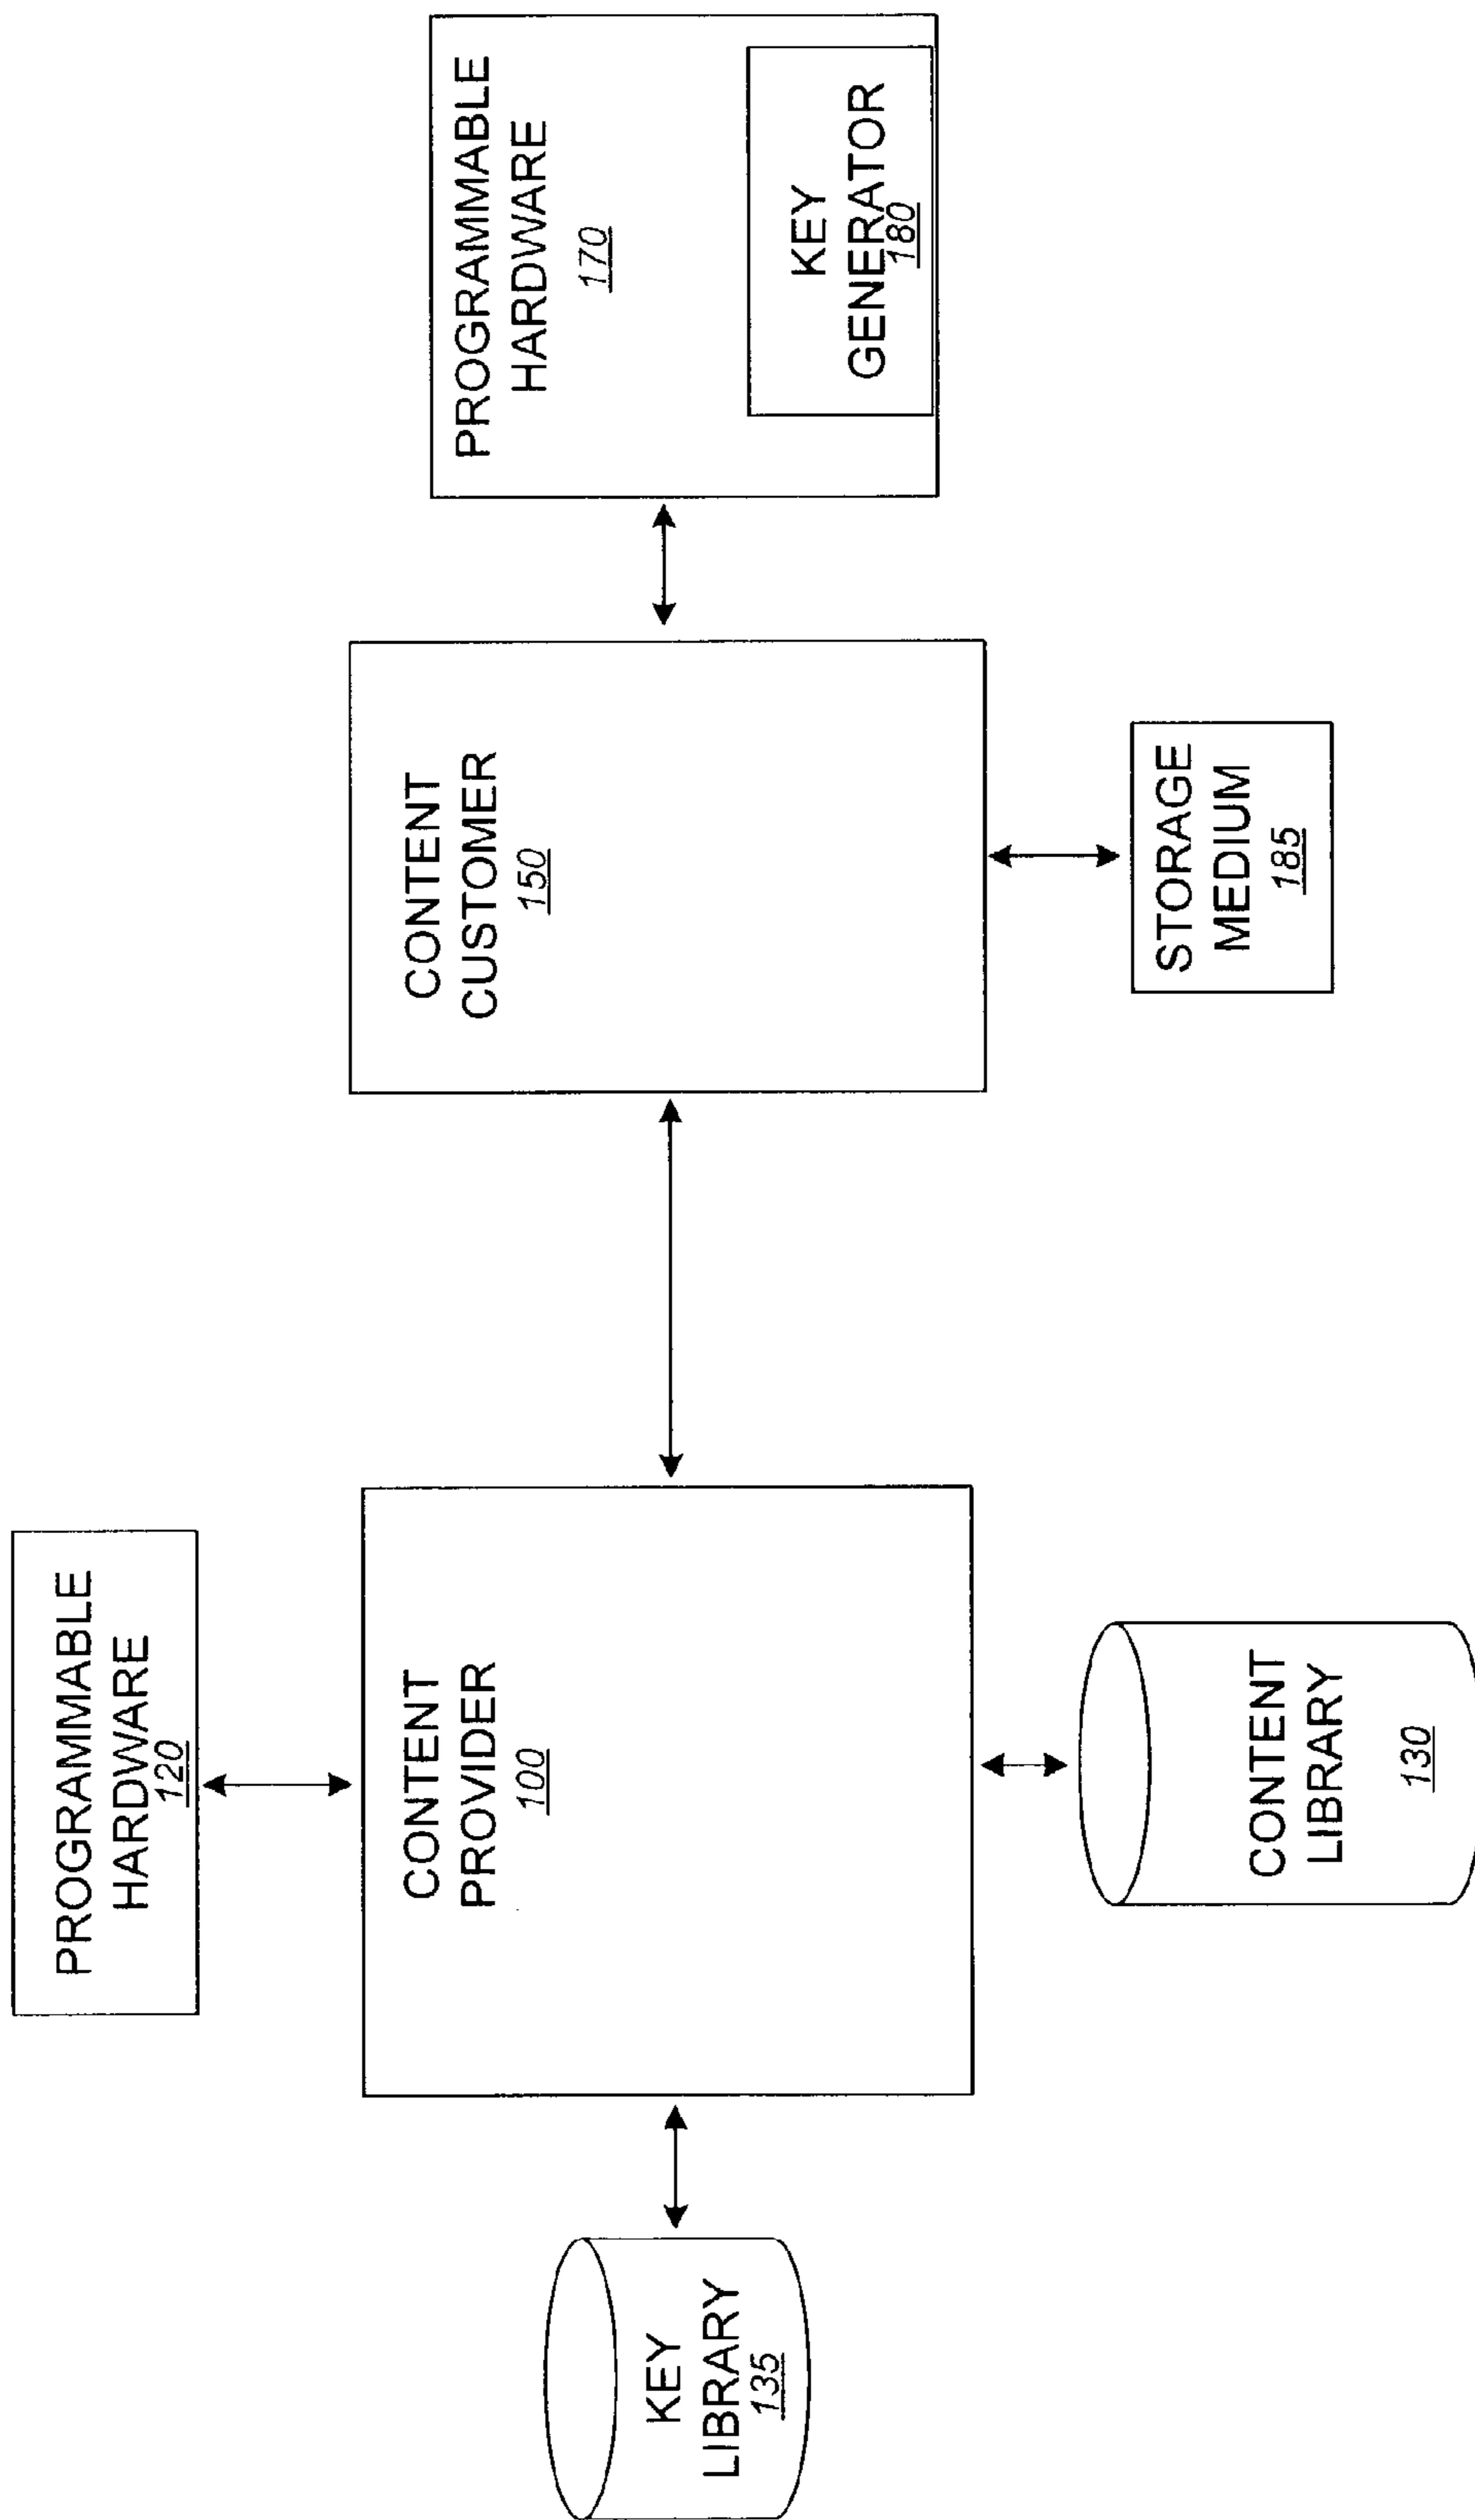 PROGRAMMABLE
HARDWARE
120
KEY
LIBRARY
135
CONTENT
PROVIDER
100
CONTENT
LIBRARY
130
CONTENT
CUSTOMER
150
STORAGE
MEDIUM
185
PROGRAMMABLE
HARDWARE
170
KEY
GENERATOR
180